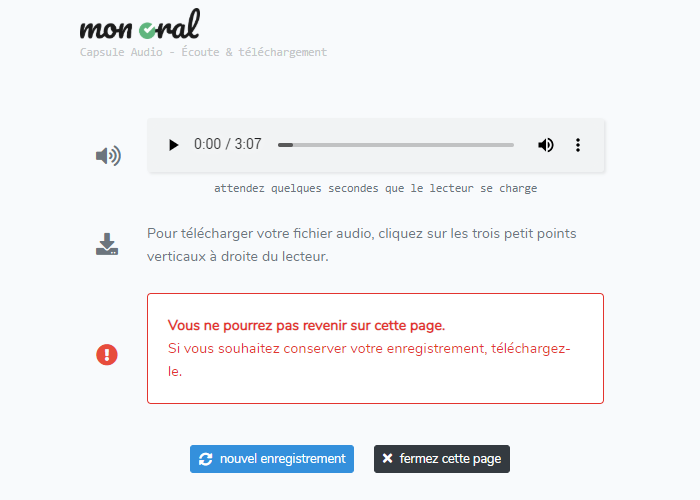 mon oral
Capsule Audio - Écoute & téléchargement
0:00 / 3:07
attendez quelques secondes que le lecteur se charge
Pour télécharger votre fichier audio, cliquez sur les trois petit points
verticaux à droite du lecteur.
Vous ne pourrez pas revenir sur cette page.
Si vous souhaitez conserver votre enregistrement, téléchargez-
le.
nouvel enregistrement
fermez cette page